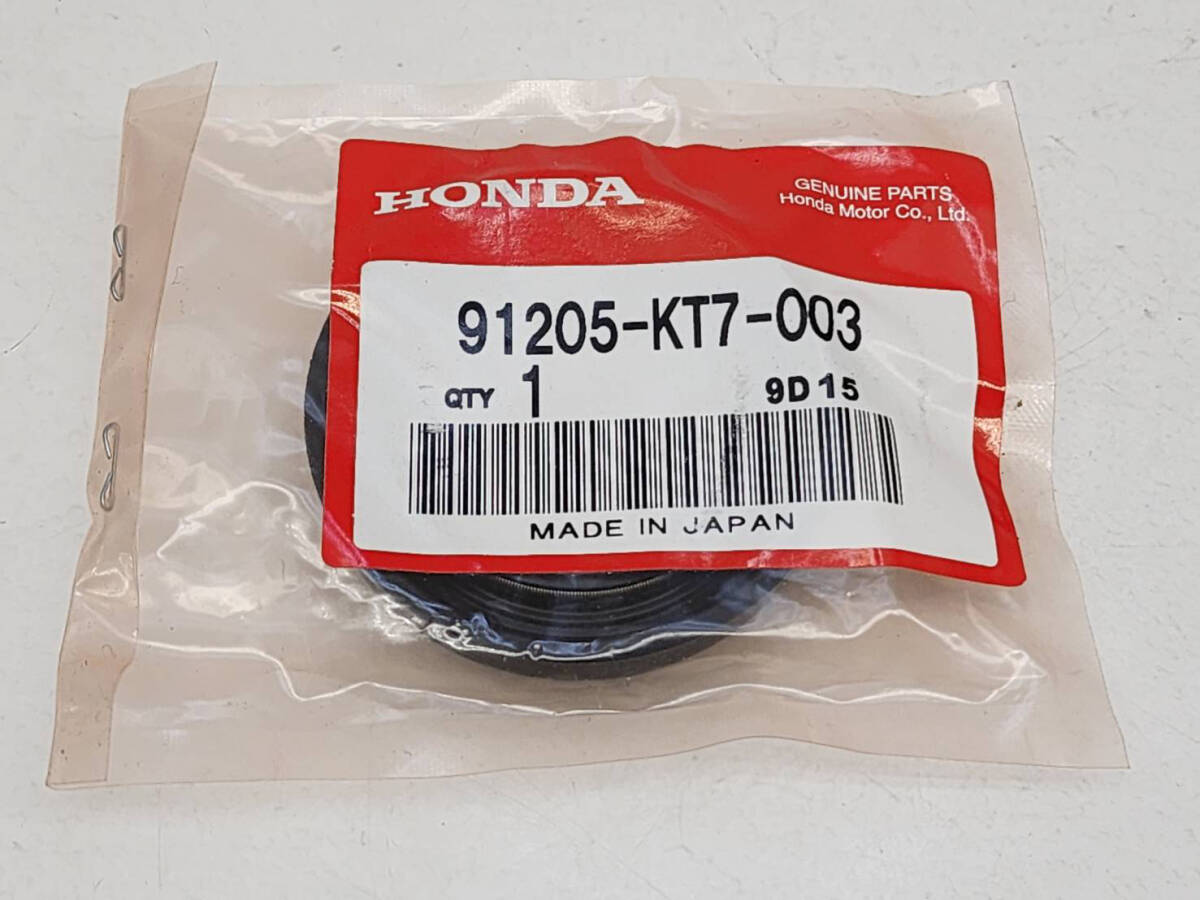 HONDA
GENUINE PARTS
Honda Motor Co., Ltd.
91205-KT7-003
QTY 1 9D15
MADE IN JAPAN